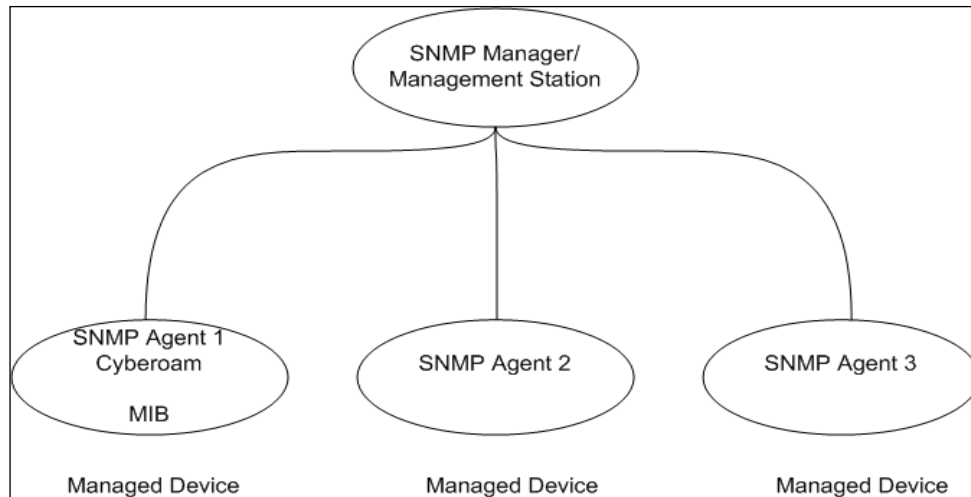 SNMP Manager/
Management Station
SNMP Agent 1
Cyberoam
MIB
SNMP Agent 2
SNMP Agent 3
Managed Device
Managed Device
Managed Device